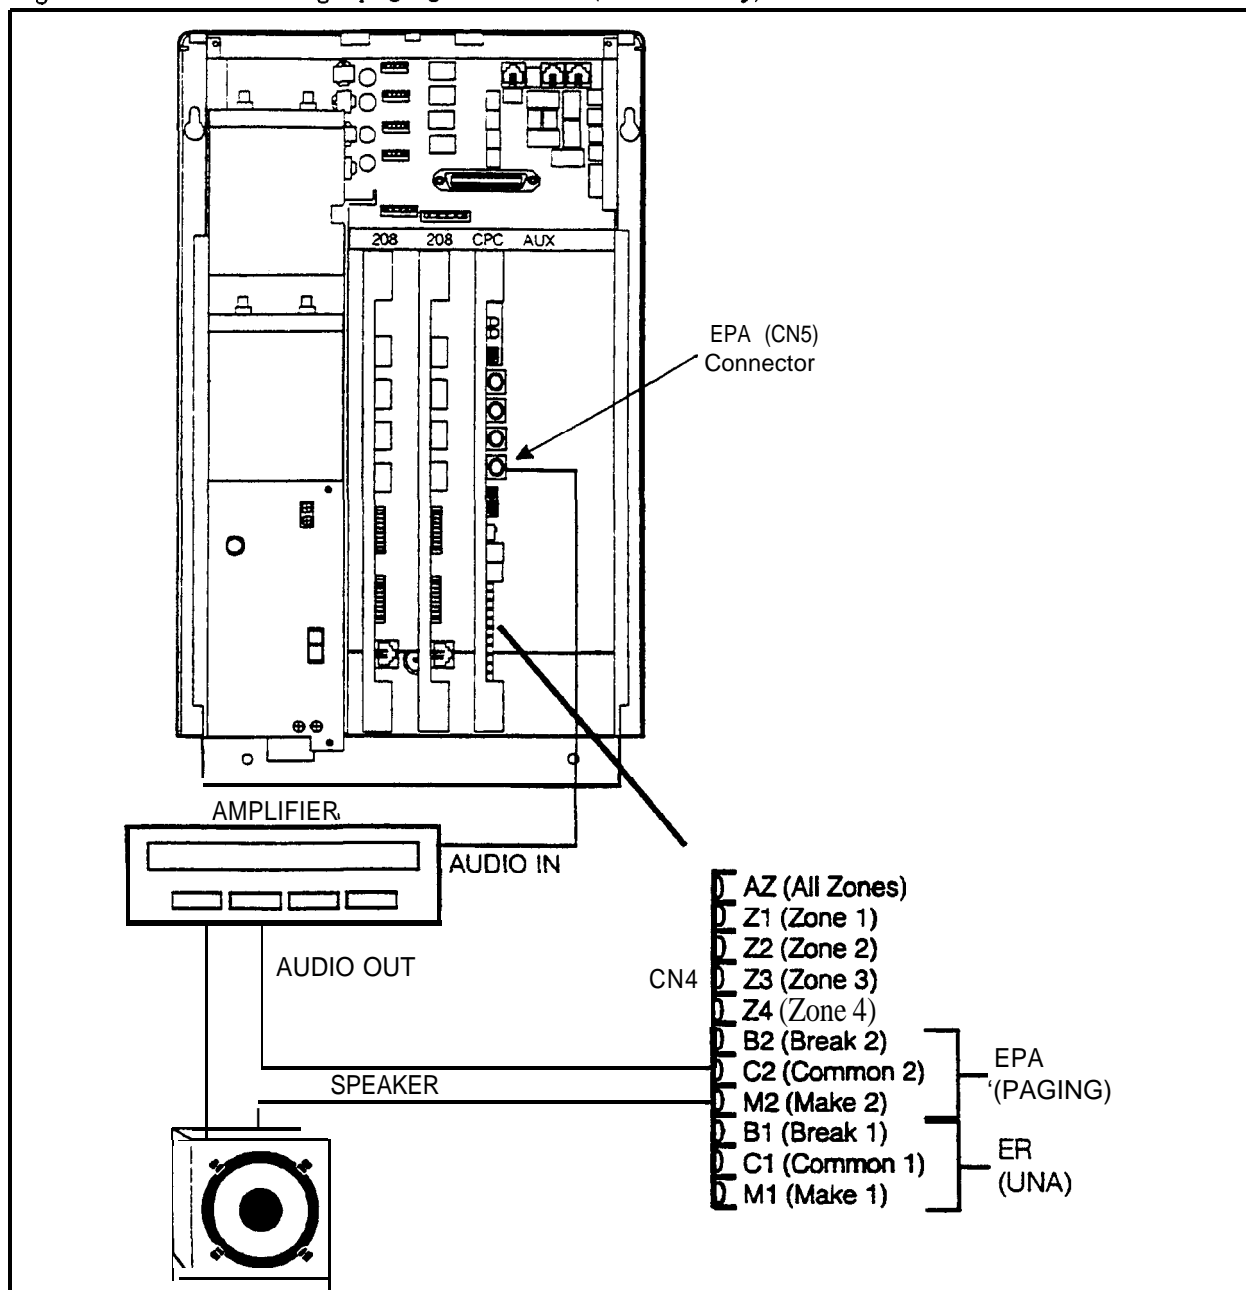 208 208 CPC AUX
EPA (CN5)
Connector
AMPLIFIER
AUDIO IN
AUDIO OUT
SPEAKER
CN4
AZ (All Zones)
Z1 (Zone 1)
Z2 (Zone 2)
Z3 (Zone 3)
Z4 (Zone 4)
B2 (Break 2)
C2 (Common 2)
M2 (Make 2)
B1 (Break 1)
C1 (Common 1)
M1 (Make 1)
EPA
(PAGING)
ER
(UNA)